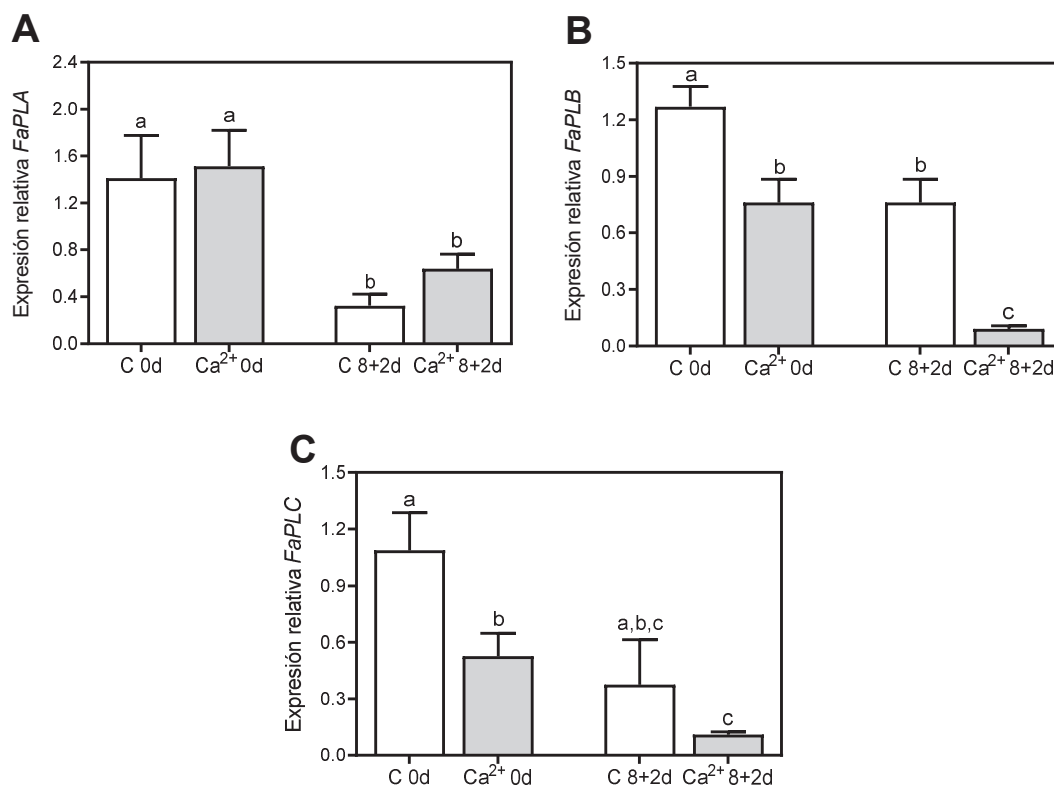 A
Expresión relativa FaPLA
2.4
2.0
1.6
1.2
0.8
0.4
0.0
a
a
b
b
C 0d
Ca²⁺ 0d
C 8+2d
Ca²⁺ 8+2d
B
Expresión relativa FaPLB
1.5
1.2
0.9
0.6
0.3
0.0
a
b
b
c
C 0d
Ca²⁺ 0d
C 8+2d
Ca²⁺ 8+2d
C
Expresión relativa FaPLC
1.5
1.2
0.9
0.6
0.3
0.0
a
b
a,b,c
c
C 0d
Ca²⁺ 0d
C 8+2d
Ca²⁺ 8+2d